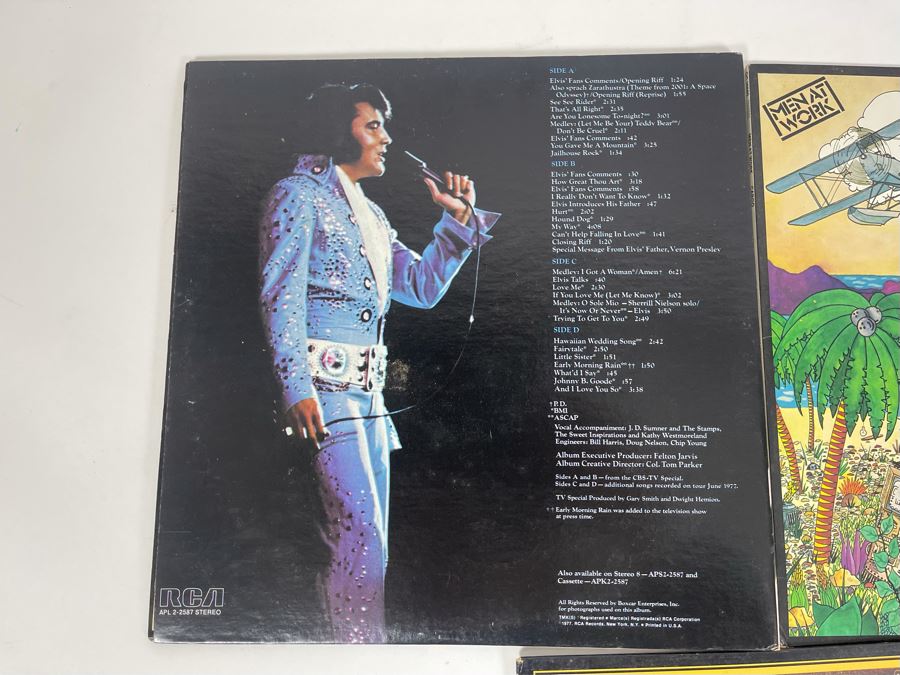 SIDE A
Elvis' Fans Comments/Opening Riff 1:24
Also sprach Zarathustra (Theme from 2001: A Space
Odyssey)†/Opening Riff (Reprise) 1:55
See See Rider* 2:31
That's All Right* 2:35
Are You Lonesome To-night?** 3:01
Medley: (Let Me Be Your) Teddy Bear**/
Don't Be Cruel* 2:11
Elvis' Fans Comments :42
You Gave Me A Mountain* 3:25
Jailhouse Rock* 1:34
SIDE B
Elvis' Fans Comments :30
How Great Thou Art* 3:18
Elvis' Fans Comments :58
I Really Don't Want To Know* 1:32
Elvis Introduces His Father :47
Hurt** 2:02
Hound Dog* 1:29
My Way* 4:08
Can't Help Falling In Love** 1:41
Closing Riff 1:20
Special Message From Elvis' Father, Vernon Presley
SIDE C
Medley: I Got A Woman*/Amen† 6:21
Elvis Talks :40
Love Me* 2:30
If You Love Me (Let Me Know)* 3:02
Medley: O Sole Mio – Sherrill Nielson solo/
It's Now Or Never** – Elvis 3:50
Trying To Get To You* 2:49
SIDE D
Hawaiian Wedding Song** 2:42
Fairytale* 2:50
Little Sister* 1:51
Early Morning Rain**†† 1:50
What'd I Say* :45
Johnny B. Goode* :57
And I Love You So* 3:38
†P.D.
*BMI
**ASCAP
Vocal Accompaniment: J. D. Sumner and The Stamps,
The Sweet Inspirations and Kathy Westmoreland
Engineers: Bill Harris, Doug Nelson, Chip Young
Album Executive Producer: Felton Jarvis
Album Creative Director: Col. Tom Parker
Sides A and B – from the CBS-TV Special.
Sides C and D – additional songs recorded on tour June 1977.
TV Special Produced by Gary Smith and Dwight Hemion.
††Early Morning Rain was added to the television show
at press time.
Also available on Stereo 8 – APS2-2587 and
Cassette – APK2-2587
All Rights Reserved by Boxcar Enterprises, Inc.
for photographs used on this album.
TMK(S) ® Registered • Marca(s) Registrada(s) RCA Corporation
© 1977, RCA Records, New York, N.Y. • Printed in U.S.A.
RCA
APL 2-2587 STEREO
MEN AT
WORK